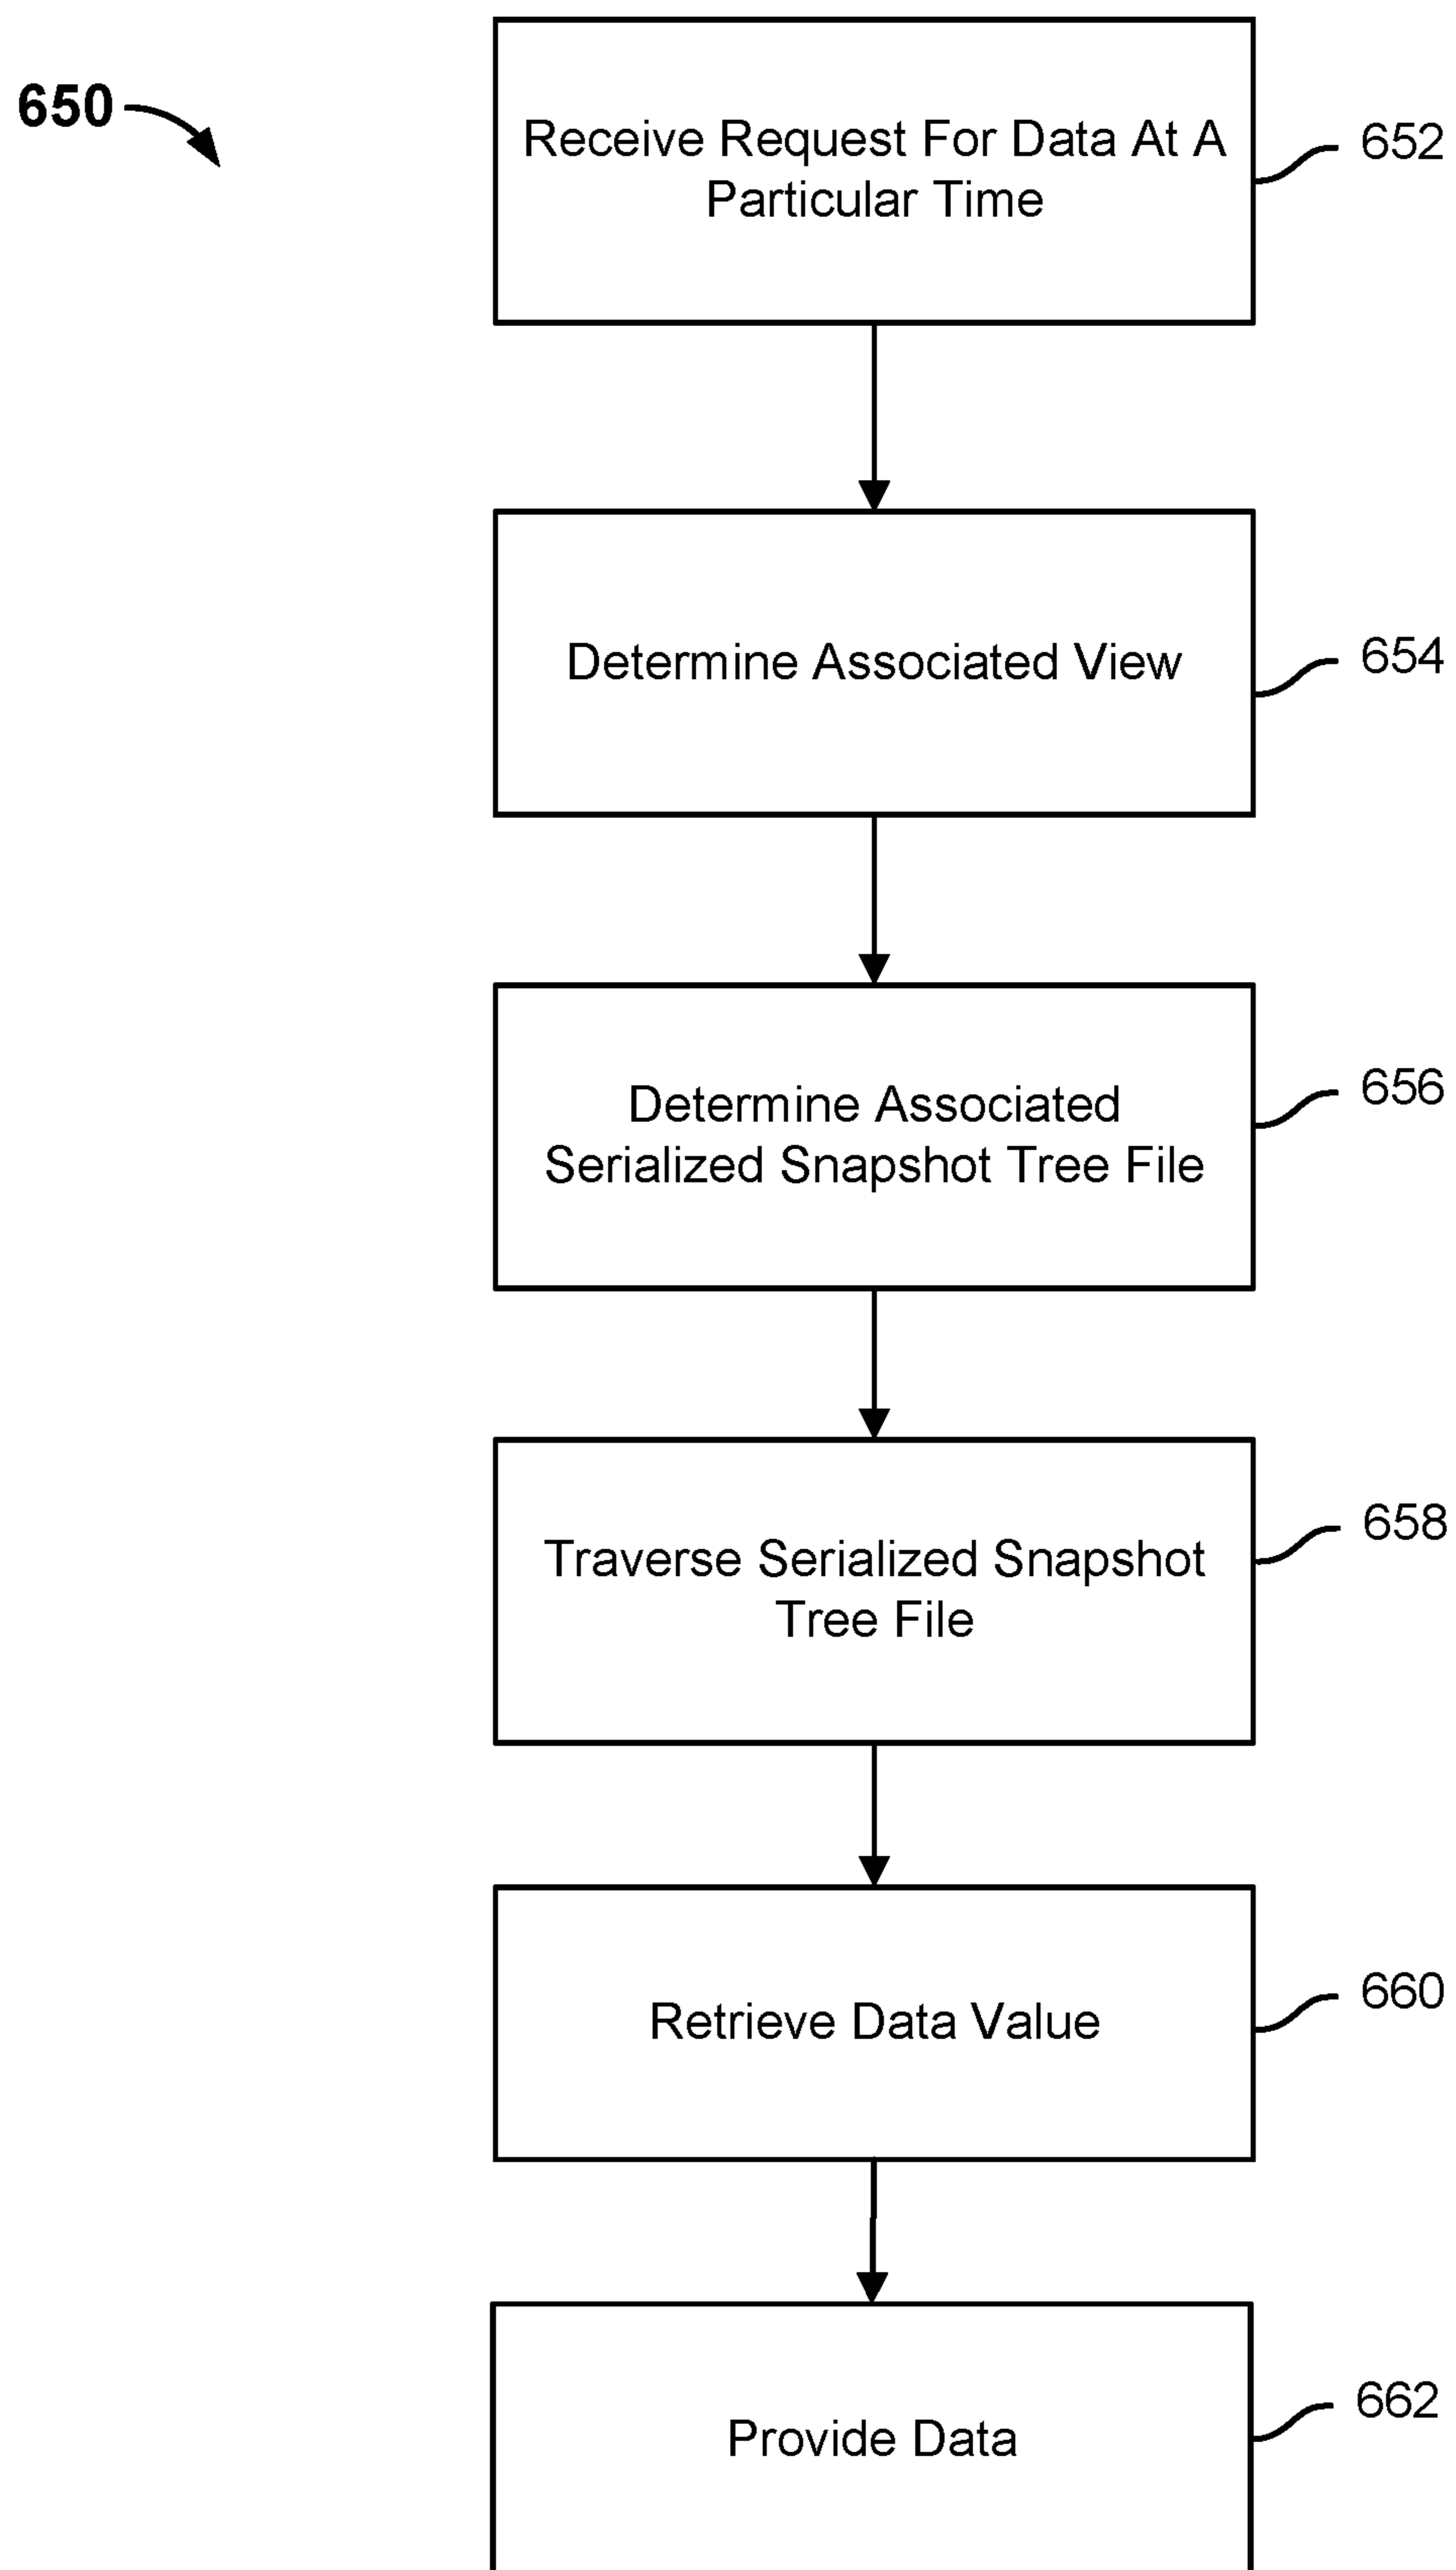 650
Receive Request For Data At A
Particular Time
652
Determine Associated View
654
Determine Associated
Serialized Snapshot Tree File
656
Traverse Serialized Snapshot
Tree File
658
Retrieve Data Value
660
Provide Data
662